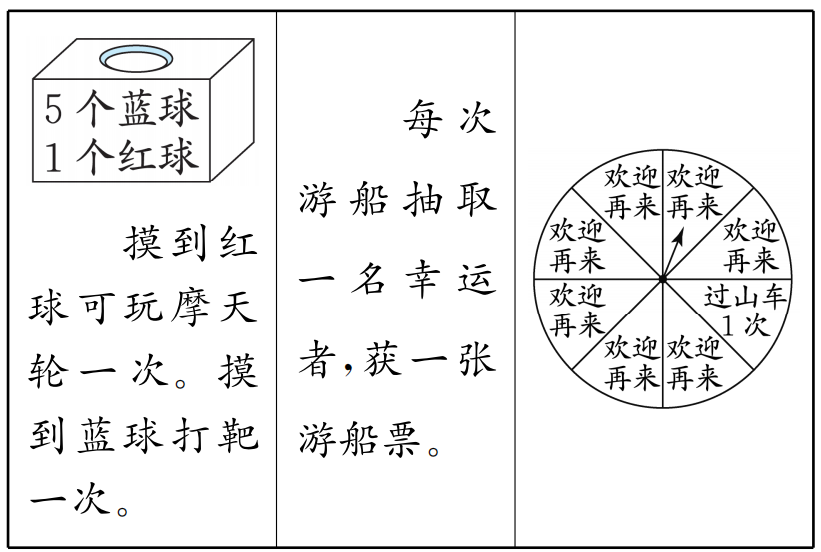 5 个蓝球
1 个红球
摸到红
球可玩摩天
轮一次。摸
到蓝球打靶
一次。
每次
游船抽取
一名幸运
者,获一张
游船票。
欢迎
再来
欢迎
再来
欢迎
再来
欢迎
再来
欢迎
再来
过山车
1 次
欢迎
再来
欢迎
再来